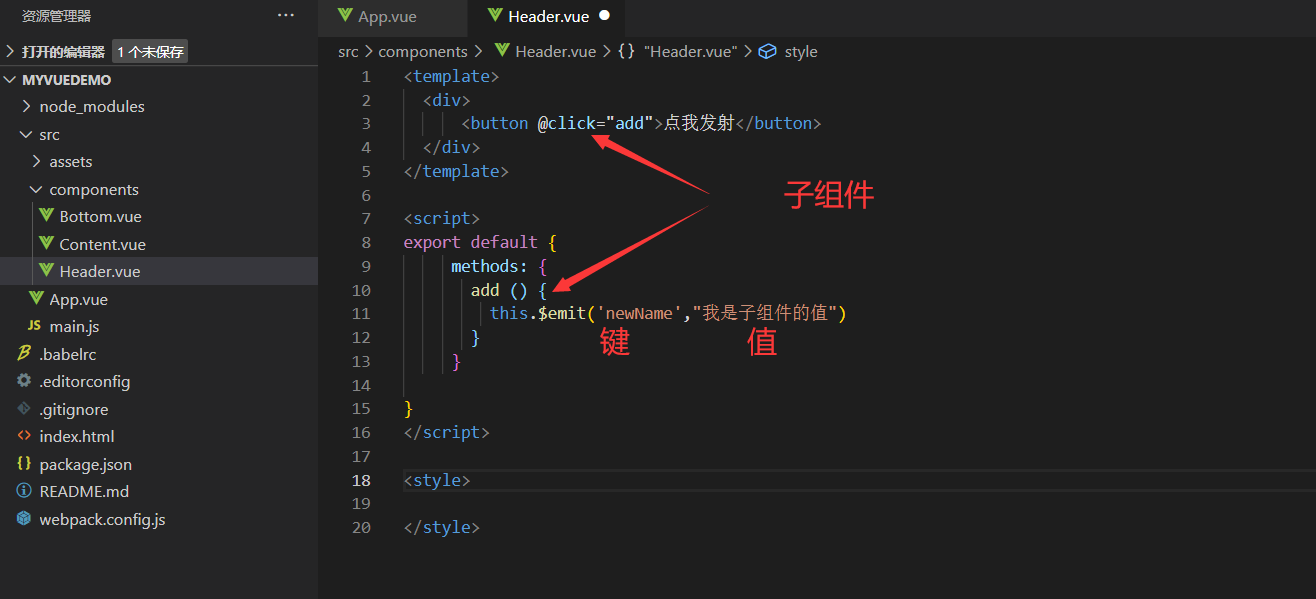 资源管理器 ···
打开的编辑器 1 个未保存
MYVUEDEMO
node_modules
src
assets
components
Bottom.vue
Content.vue
Header.vue
App.vue
JS main.js
.babelrc
.editorconfig
.gitignore
<> index.html
{} package.json
README.md
webpack.config.js
App.vue Header.vue ●
src > components > Header.vue > {} "Header.vue" > style
1 <template>
2 <div>
3 <button @click="add">点我发射</button>
4 </div>
5 </template>
6
7 <script>
8 export default {
9 methods: {
10 add () {
11 this.$emit('newName',"我是子组件的值")
12 }
13 }
14
15 }
16 </script>
17
18 <style>
19
20 </style>
子组件
键 值